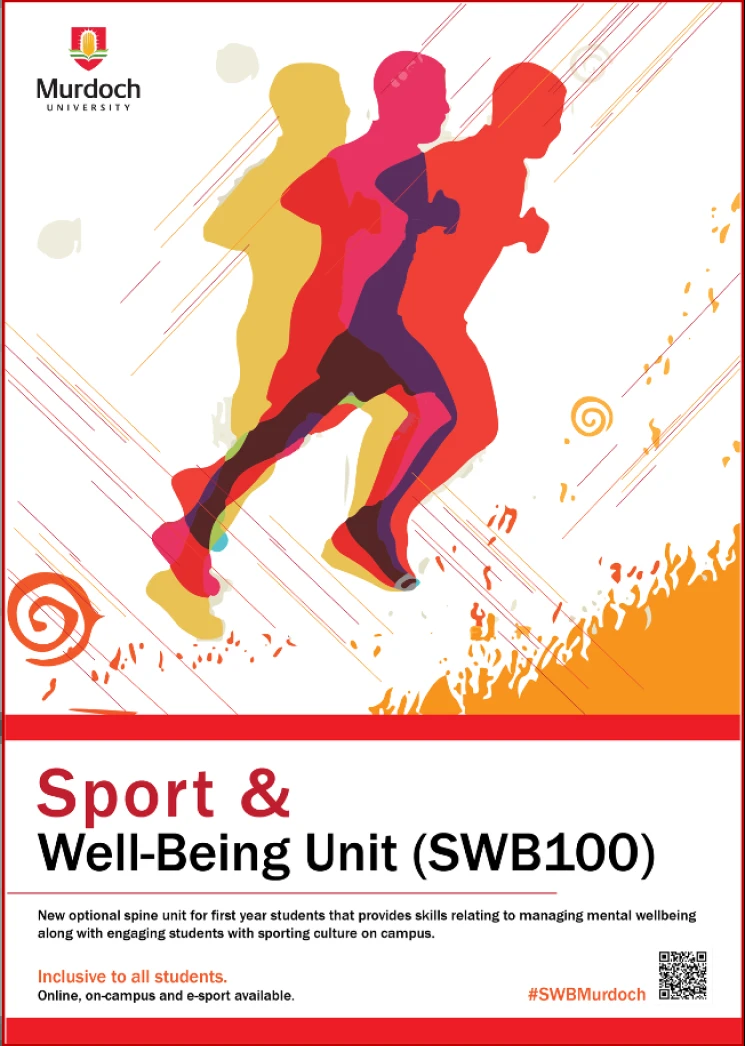 Murdoch
UNIVERSITY
Sport &
Well-Being Unit (SWB100)
New optional spine unit for first year students that provides skills relating to managing mental wellbeing
along with engaging students with sporting culture on campus.
Inclusive to all students.
Online, on-campus and e-sport available.
#SWBMurdoch